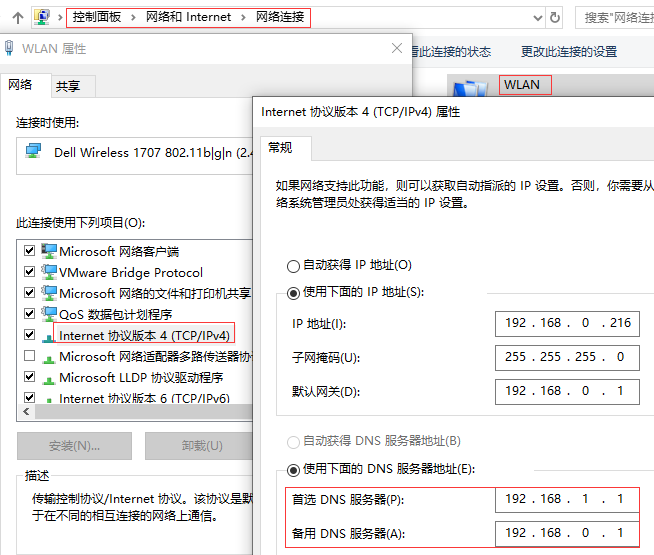 控制面板 > 网络和 Internet > 网络连接
搜索"网络连接
WLAN 属性
此连接的状态
更改此连接的设置
网络
共享
WLAN
连接时使用:
Dell Wireless 1707 802.11b|g|n (2.4
此连接使用下列项目(O):
Microsoft 网络客户端
VMware Bridge Protocol
Microsoft 网络的文件和打印机共享
QoS 数据包计划程序
Internet 协议版本 4 (TCP/IPv4)
Microsoft 网络适配器多路传送器协
Microsoft LLDP 协议驱动程序
Internet 协议版本 6 (TCP/IPv6)
安装(N)...
卸载(U)
描述
传输控制协议/Internet 协议。该协议是默
于在不同的相互连接的网络上通信。
Internet 协议版本 4 (TCP/IPv4) 属性
常规
如果网络支持此功能，则可以获取自动指派的 IP 设置。否则，你需要从
络系统管理员处获得适当的 IP 设置。
自动获得 IP 地址(O)
使用下面的 IP 地址(S):
IP 地址(I):
192 . 168 . 0 . 216
子网掩码(U):
255 . 255 . 255 . 0
默认网关(D):
192 . 168 . 0 . 1
自动获得 DNS 服务器地址(B)
使用下面的 DNS 服务器地址(E):
首选 DNS 服务器(P):
192 . 168 . 1 . 1
备用 DNS 服务器(A):
192 . 168 . 0 . 1